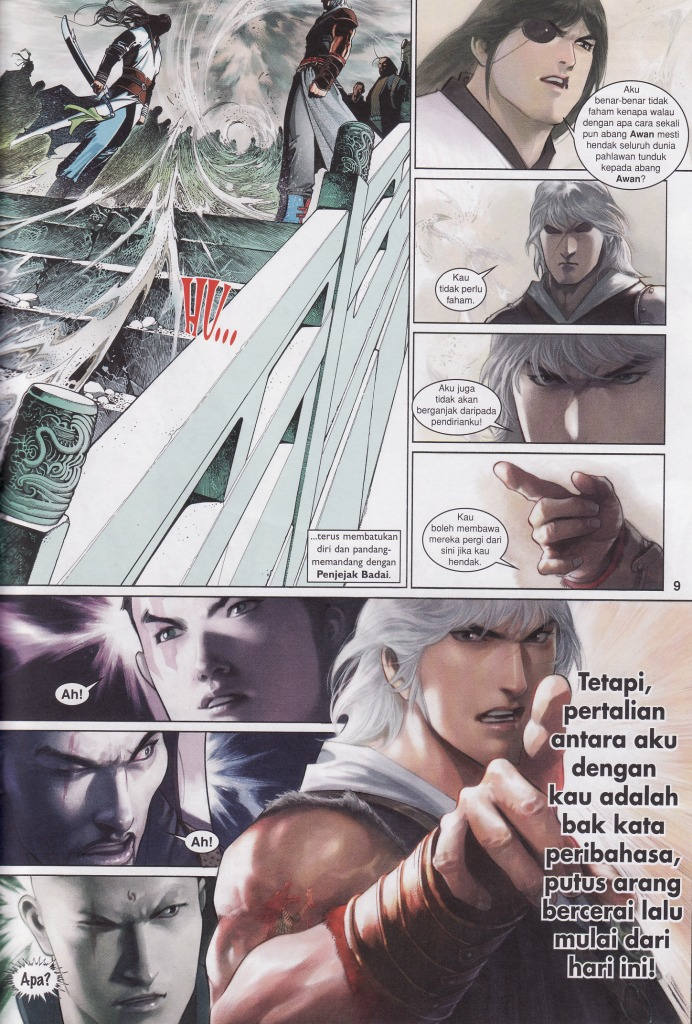 HU...
...terus membatukan
diri dan pandang-
memandang dengan
Penjejak Badai.
Aku
benar-benar tidak
faham kenapa walau
dengan apa cara sekali
pun abang Awan mesti
hendak seluruh dunia
pahlawan tunduk
kepada abang
Awan?
Kau
tidak perlu
faham.
Aku juga
tidak akan
berganjak daripada
pendirianku!
Kau
boleh membawa
mereka pergi dari
sini jika kau
hendak.
9
Ah!
Ah!
Apa?
Tetapi,
pertalian
antara aku
dengan
kau adalah
bak kata
peribahasa,
putus arang
bercerai lalu
mulai dari
hari ini!